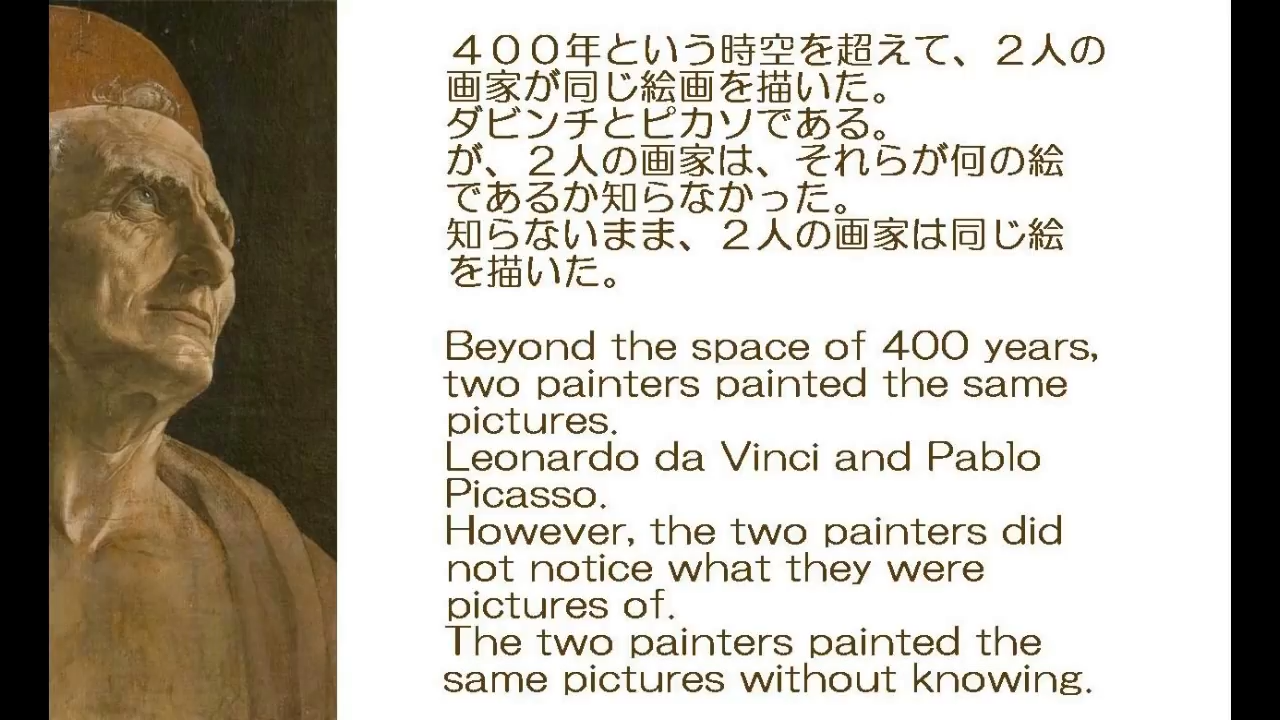 ４００年という時空を超えて、２人の
画家が同じ絵画を描いた。
ダビンチとピカソである。
が、２人の画家は、それらが何の絵
であるか知らなかった。
知らないまま、２人の画家は同じ絵
を描いた。
Beyond the space of 400 years,
two painters painted the same
pictures.
Leonardo da Vinci and Pablo
Picasso.
However, the two painters did
not notice what they were
pictures of.
The two painters painted the
same pictures without knowing.